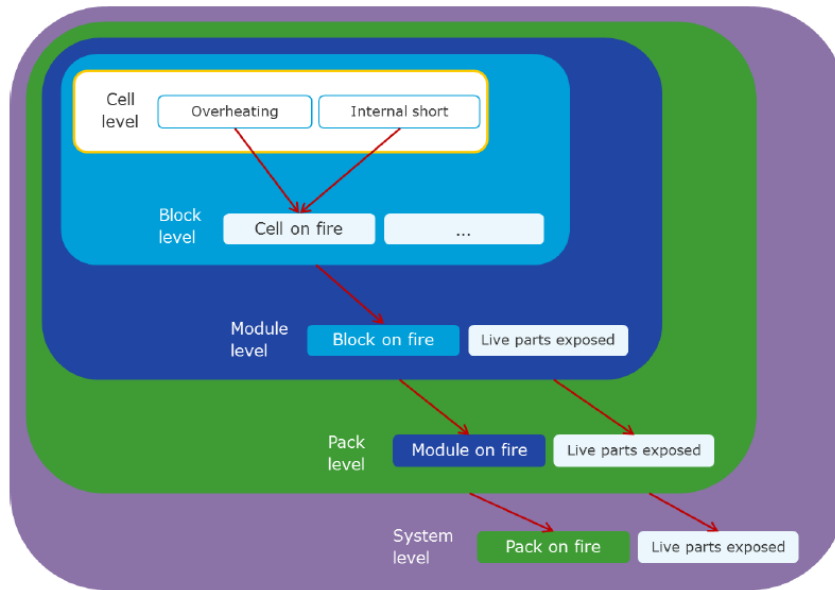 Cell
level
Overheating
Internal short
Block
level
Cell on fire
...
Module
level
Block on fire
Live parts exposed
Pack
level
Module on fire
Live parts exposed
System
level
Pack on fire
Live parts exposed